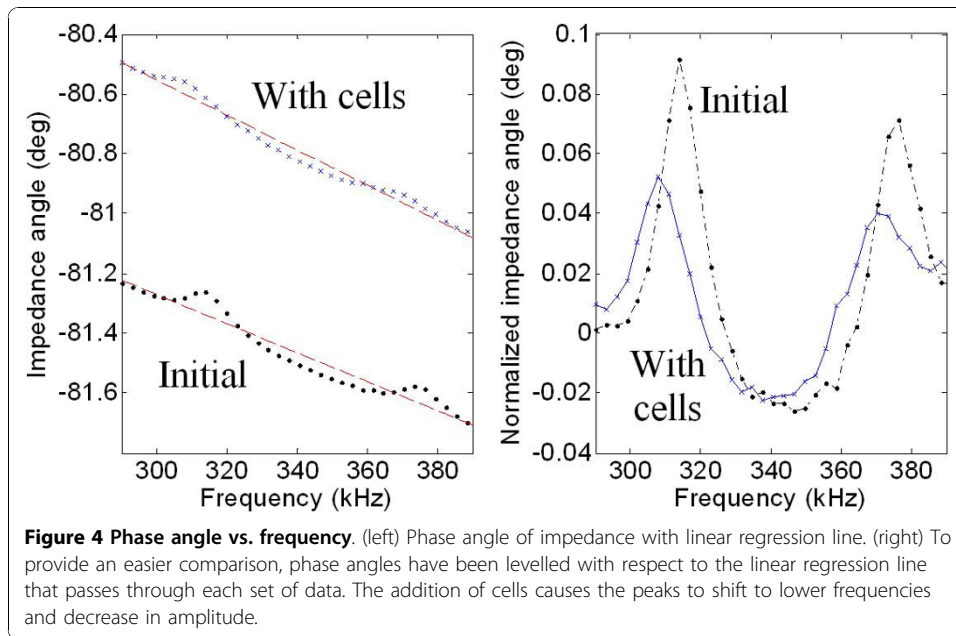 -80.4
-80.6
-80.8
-81
-81.2
-81.4
-81.6
Impedance angle (deg)
With cells
Initial
300 320 340 360 380
Frequency (kHz)
0.1
0.08
0.06
0.04
0.02
0
-0.02
-0.04
Normalized impedance angle (deg)
Initial
With
cells
300 320 340 360 380
Frequency (kHz)
Figure 4 Phase angle vs. frequency. (left) Phase angle of impedance with linear regression line. (right) To
provide an easier comparison, phase angles have been levelled with respect to the linear regression line
that passes through each set of data. The addition of cells causes the peaks to shift to lower frequencies
and decrease in amplitude.